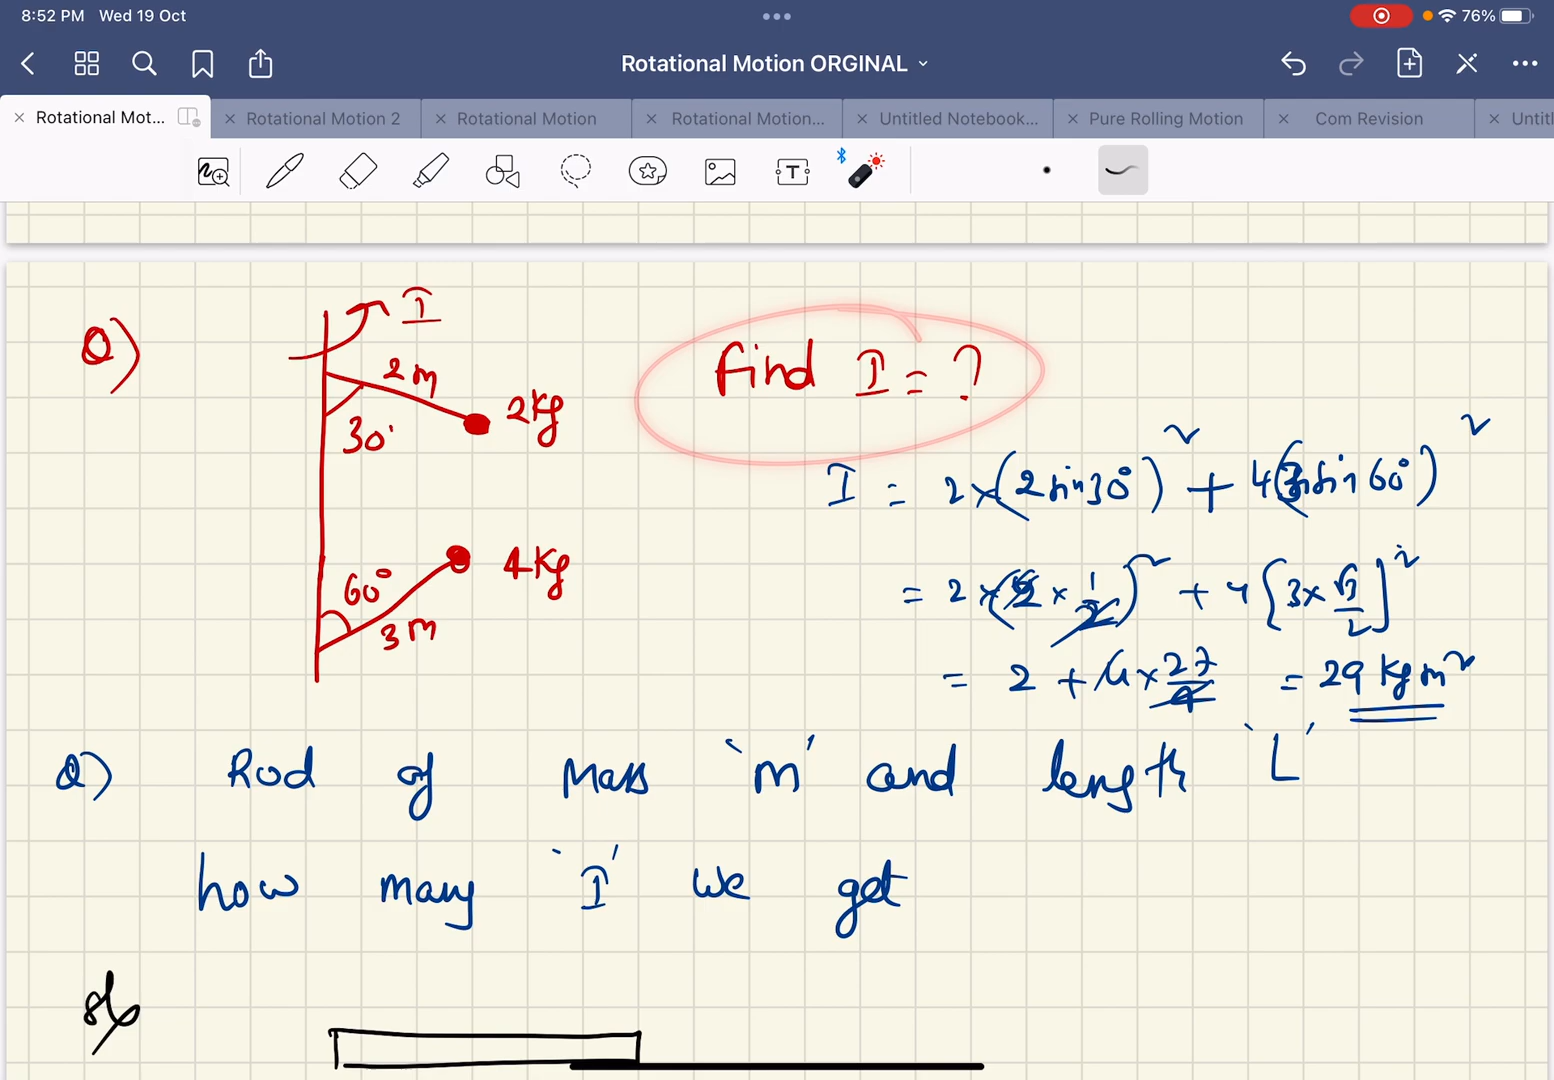 8:52 PM Wed 19 Oct
76%
Rotational Motion ORGINAL
Rotational Mot...
Rotational Motion 2
Rotational Motion
Rotational Motion...
Untitled Notebook...
Pure Rolling Motion
Com Revision
Untitl
T
Q)
I
2m
30°
2kg
60°
3m
4kg
find I = ?
I = 2×(2sin30°)² + 4(3sin60°)²
= 2×(2 × 1/2)² + 4[3×√3/2]²
= 2 + 4×27/4 = 29 kgm²
Q) Rod of Mass 'm' and length 'L'
how many 'I' we get